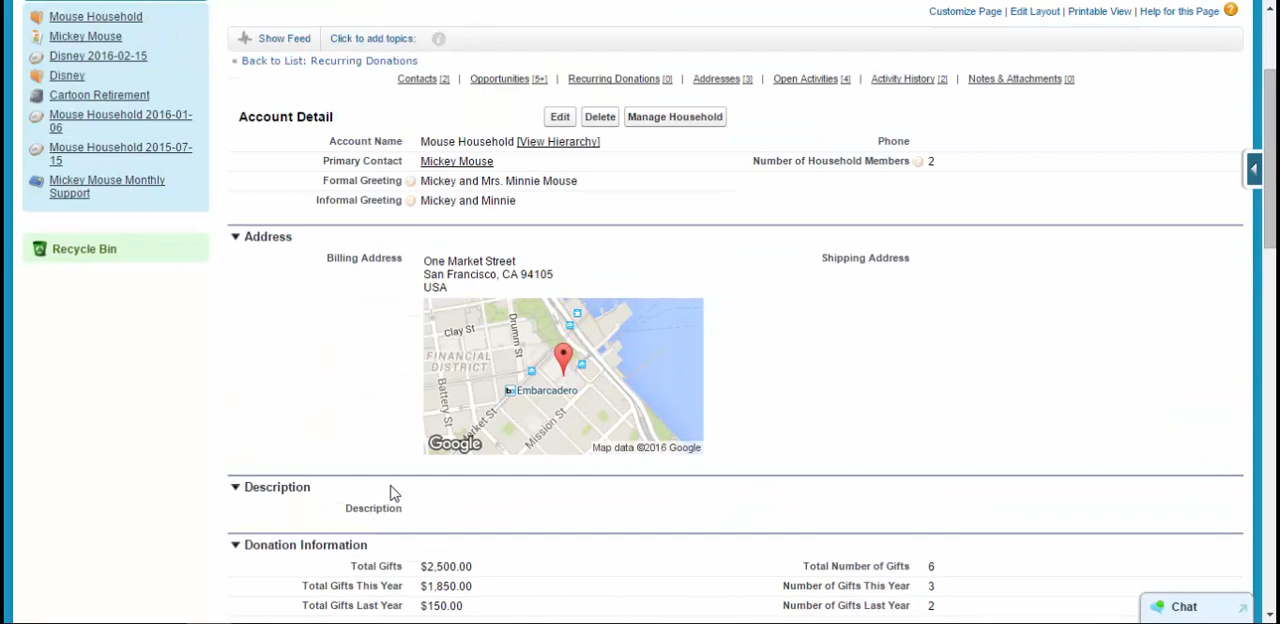 Mouse Household
Mickey Mouse
Disney 2016-02-15
Disney
Cartoon Retirement
Mouse Household 2016-01-
06
Mouse Household 2015-07-
15
Mickey Mouse Monthly
Support
Recycle Bin
Customize Page | Edit Layout | Printable View | Help for this Page ?
Show Feed Click to add topics: i
« Back to List: Recurring Donations
Contacts [2] | Opportunities [5+] | Recurring Donations [0] | Addresses [3] | Open Activities [4] | Activity History [2] | Notes & Attachments [0]
Account Detail Edit Delete Manage Household
Account Name Mouse Household [View Hierarchy] Phone
Primary Contact Mickey Mouse Number of Household Members 2
Formal Greeting Mickey and Mrs. Minnie Mouse
Informal Greeting Mickey and Minnie
Address
Billing Address One Market Street Shipping Address
San Francisco, CA 94105
USA
Clay St
Drumm St
FINANCIAL
DISTRICT
Battery St
Embarcadero
Market St
Mission St
Google Map data ©2016 Google
Description
Description
Donation Information
Total Gifts $2,500.00 Total Number of Gifts 6
Total Gifts This Year $1,850.00 Number of Gifts This Year 3
Total Gifts Last Year $150.00 Number of Gifts Last Year 2
Chat